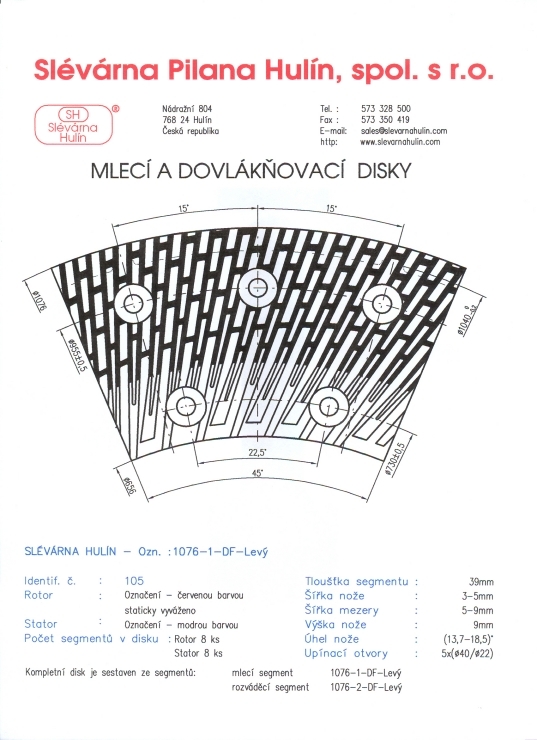 Slévárna Pilana Hulín, spol. s r.o.
SH
Slévárna
Hulín
®
Nádražní 804
768 24 Hulín
Česká republika
Tel. : 573 328 500
Fax : 573 350 419
E-mail: sales@slevarnahulin.com
http: www.slevarnahulin.com
MLECÍ A DOVLÁKŇOVACÍ DISKY
15° 15°
ø1076
ø1040 0 -0,2
ø955±0,5
22,5°
45°
ø730±0,5
ø656
SLÉVÁRNA HULÍN – Ozn. :1076-1-DF-Levý
Identif. č. : 105
Rotor : Označení – červenou barvou
staticky vyváženo
Stator : Označení – modrou barvou
Počet segmentů v disku : Rotor 8 ks
Stator 8 ks
Tloušťka segmentu : 39mm
Šířka nože : 3-5mm
Šířka mezery : 5-9mm
Výška nože : 9mm
Úhel nože : (13,7-18,5)°
Upínací otvory : 5x(ø40/ø22)
Kompletní disk je sestaven ze segmentů: mlecí segment 1076-1-DF-Levý
rozváděcí segment 1076-2-DF-Levý